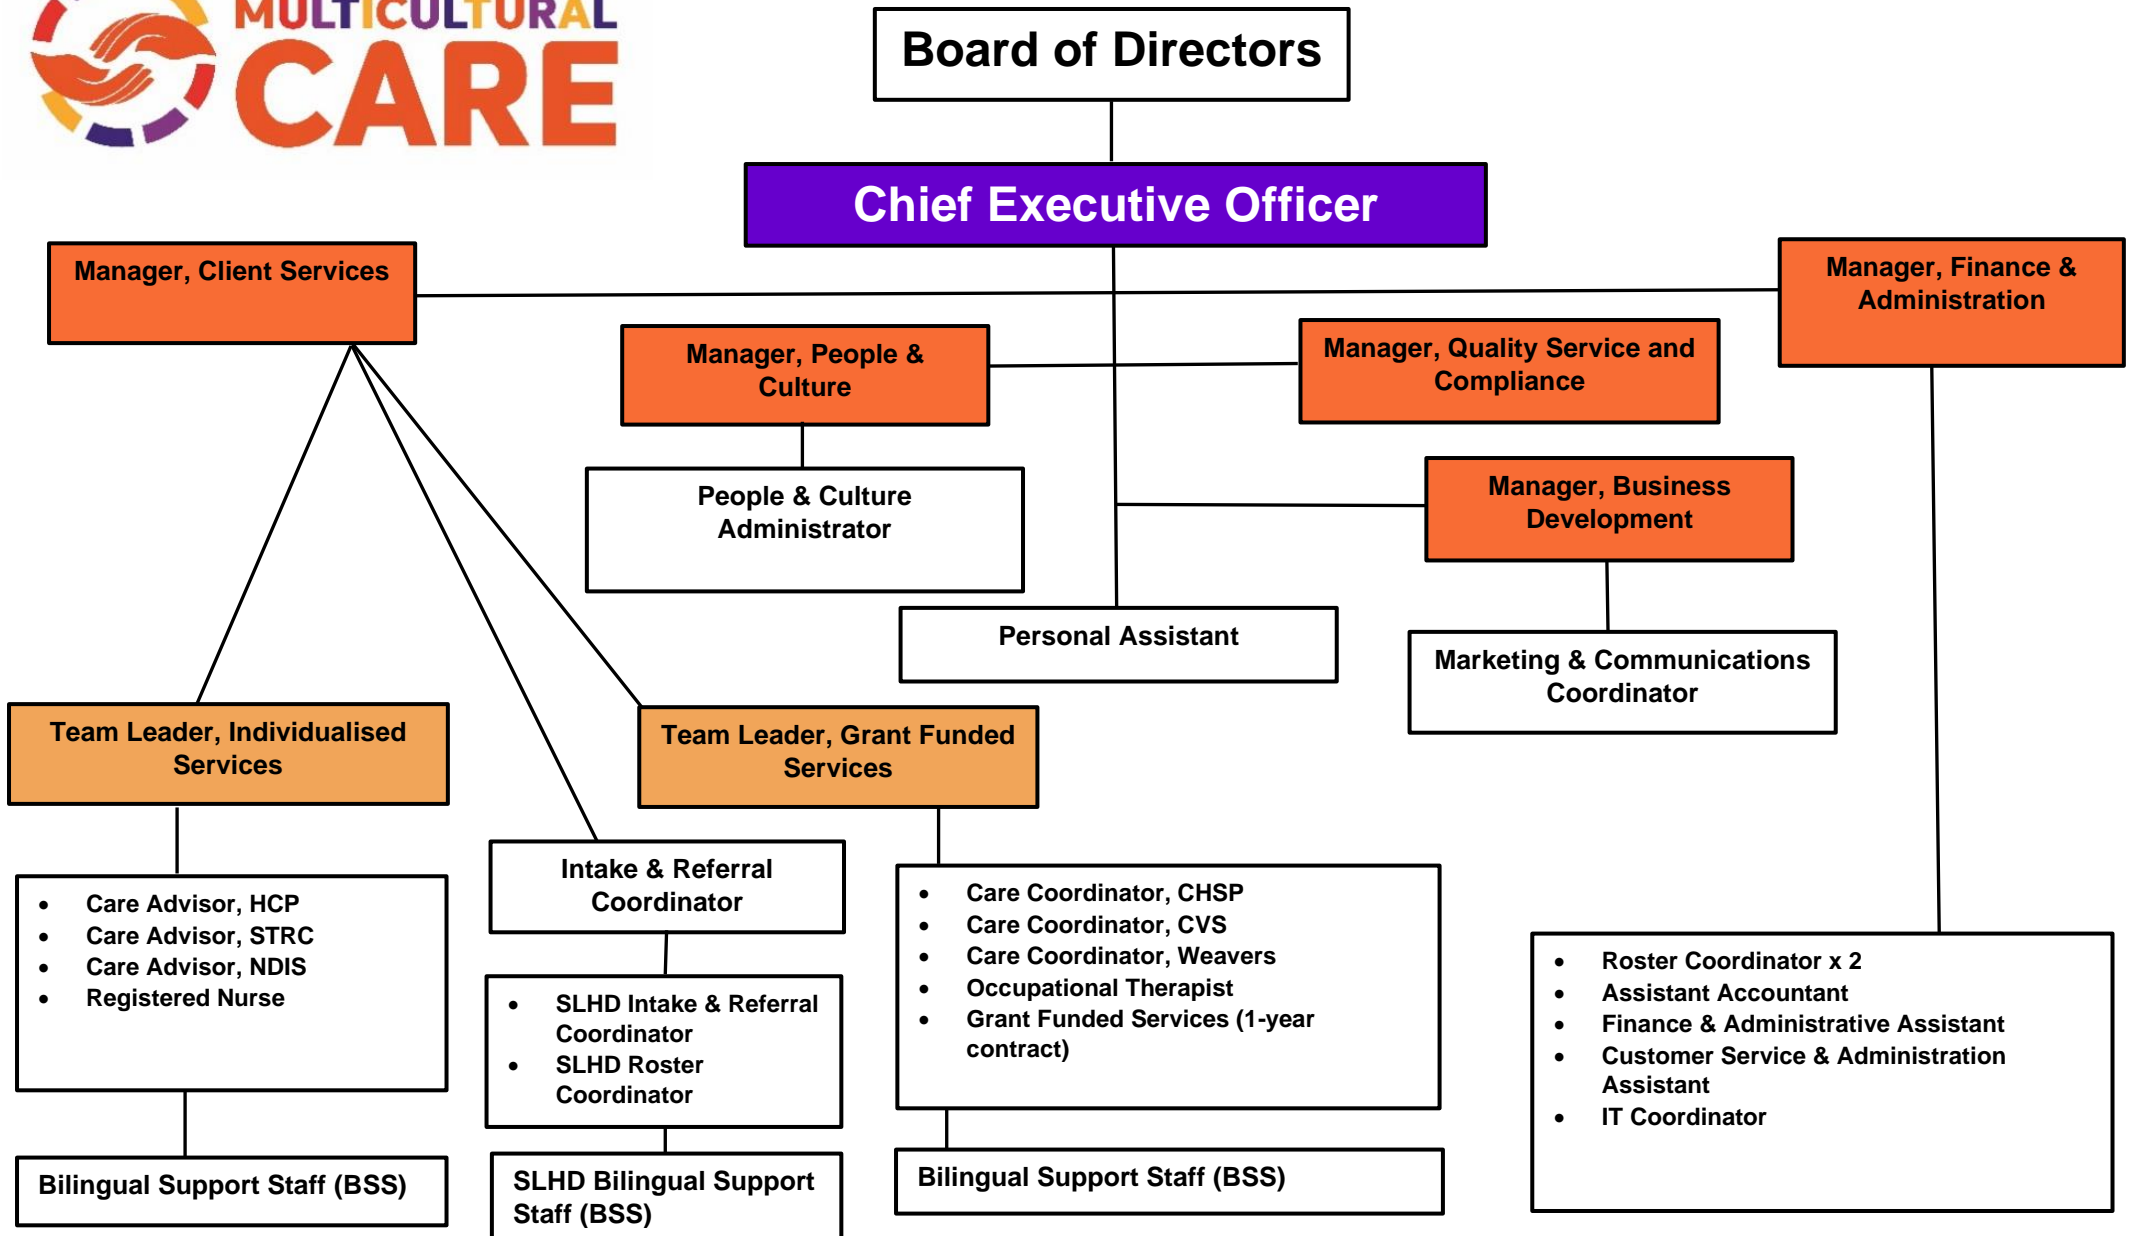 MULTICULTURAL
CARE
Board of Directors
Chief Executive Officer
Manager, Client Services
Manager, Finance &
Administration
Manager, People &
Culture
Manager, Quality Service and
Compliance
People & Culture
Administrator
Manager, Business
Development
Personal Assistant
Marketing & Communications
Coordinator
Team Leader, Individualised
Services
Team Leader, Grant Funded
Services
Intake & Referral
Coordinator
• Care Advisor, HCP
• Care Advisor, STRC
• Care Advisor, NDIS
• Registered Nurse
• SLHD Intake & Referral
Coordinator
• SLHD Roster
Coordinator
• Care Coordinator, CHSP
• Care Coordinator, CVS
• Care Coordinator, Weavers
• Occupational Therapist
• Grant Funded Services (1-year
contract)
• Roster Coordinator x 2
• Assistant Accountant
• Finance & Administrative Assistant
• Customer Service & Administration
Assistant
• IT Coordinator
Bilingual Support Staff (BSS)
SLHD Bilingual Support
Staff (BSS)
Bilingual Support Staff (BSS)